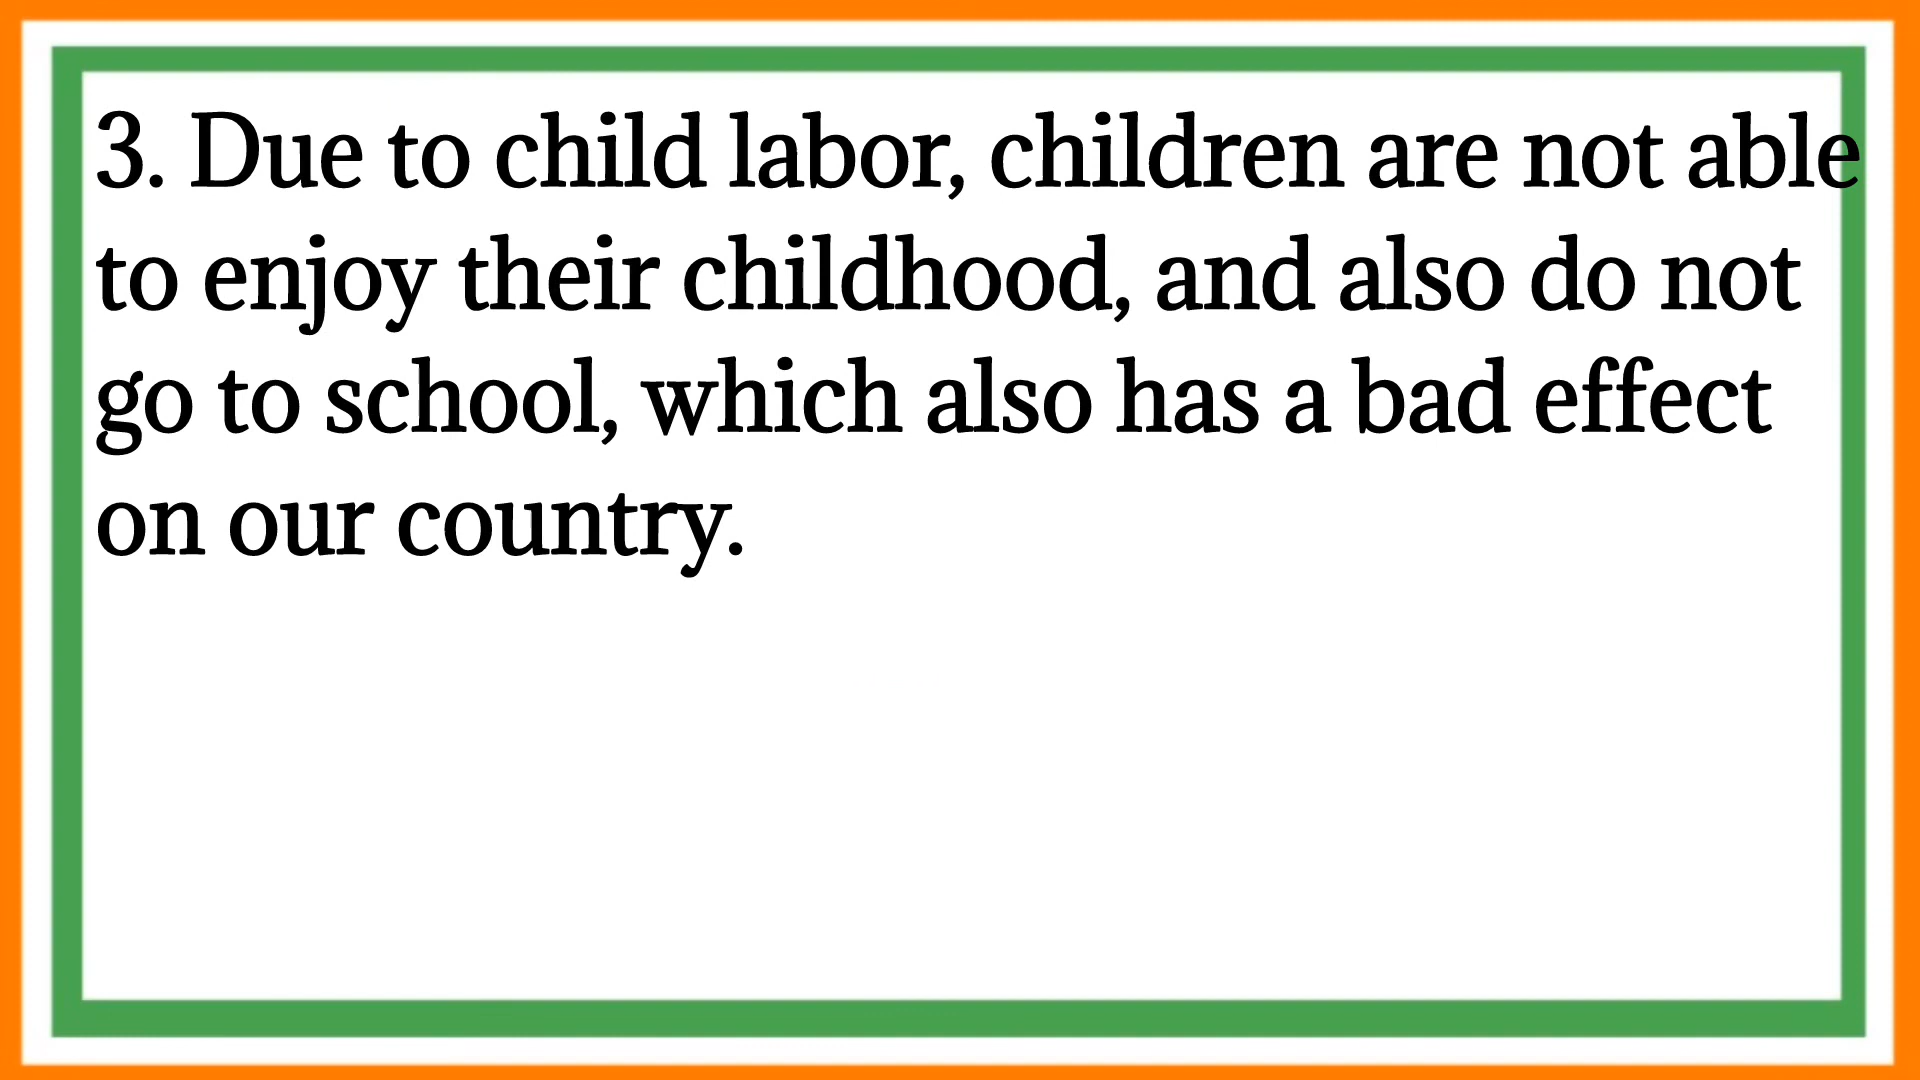 3. Due to child labor, children are not able
to enjoy their childhood, and also do not
go to school, which also has a bad effect
on our country.